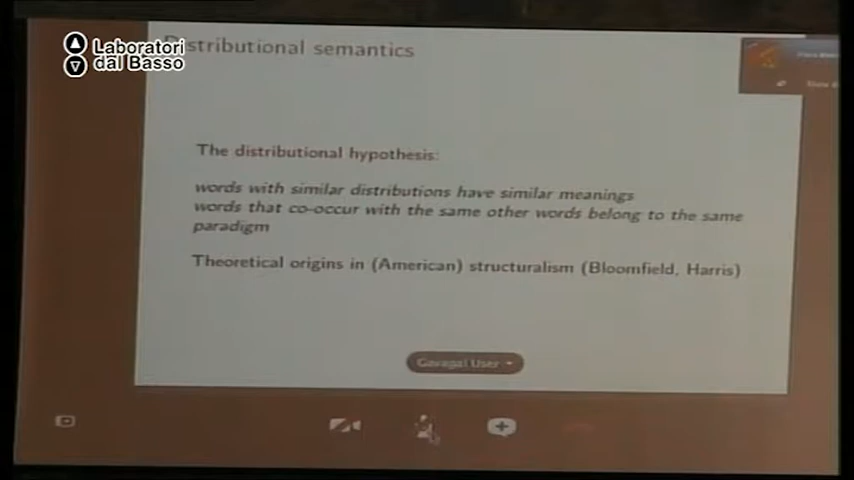 Laboratori
dal Basso
Distributional semantics
The distributional hypothesis:
words with similar distributions have similar meanings
words that co-occur with the same other words belong to the same
paradigm
Theoretical origins in (American) structuralism (Bloomfield, Harris)
Gavagai User